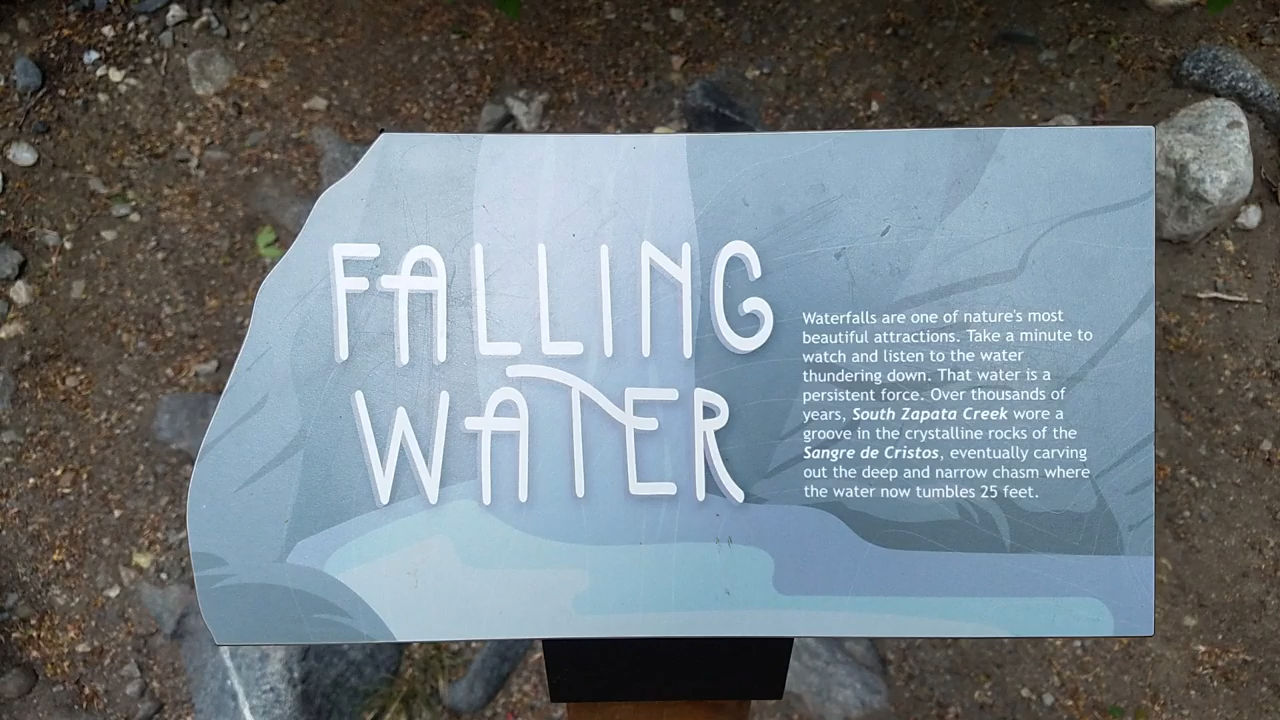 FALLING
WATER
Waterfalls are one of nature's most
beautiful attractions. Take a minute to
watch and listen to the water
thundering down. That water is a
persistent force. Over thousands of
years, South Zapata Creek wore a
groove in the crystalline rocks of the
Sangre de Cristos, eventually carving
out the deep and narrow chasm where
the water now tumbles 25 feet.